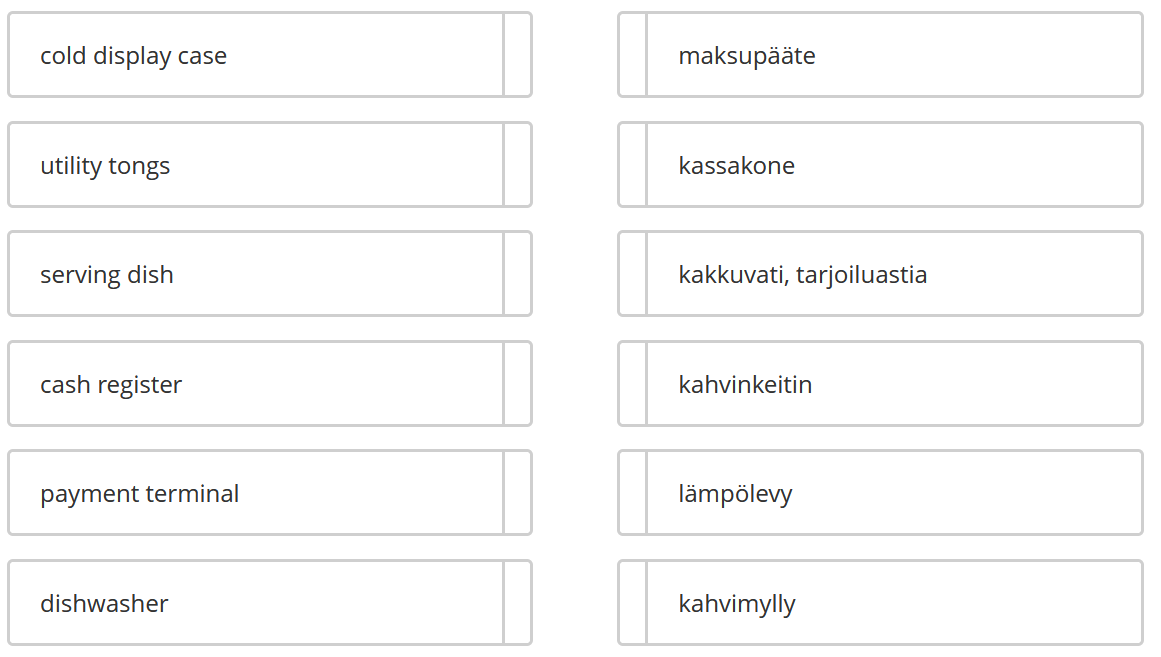 cold display case
maksupääte
utility tongs
kassakone
serving dish
kakkuvati, tarjoiluastia
cash register
kahvinkeitin
payment terminal
lämpölevy
dishwasher
kahvimylly